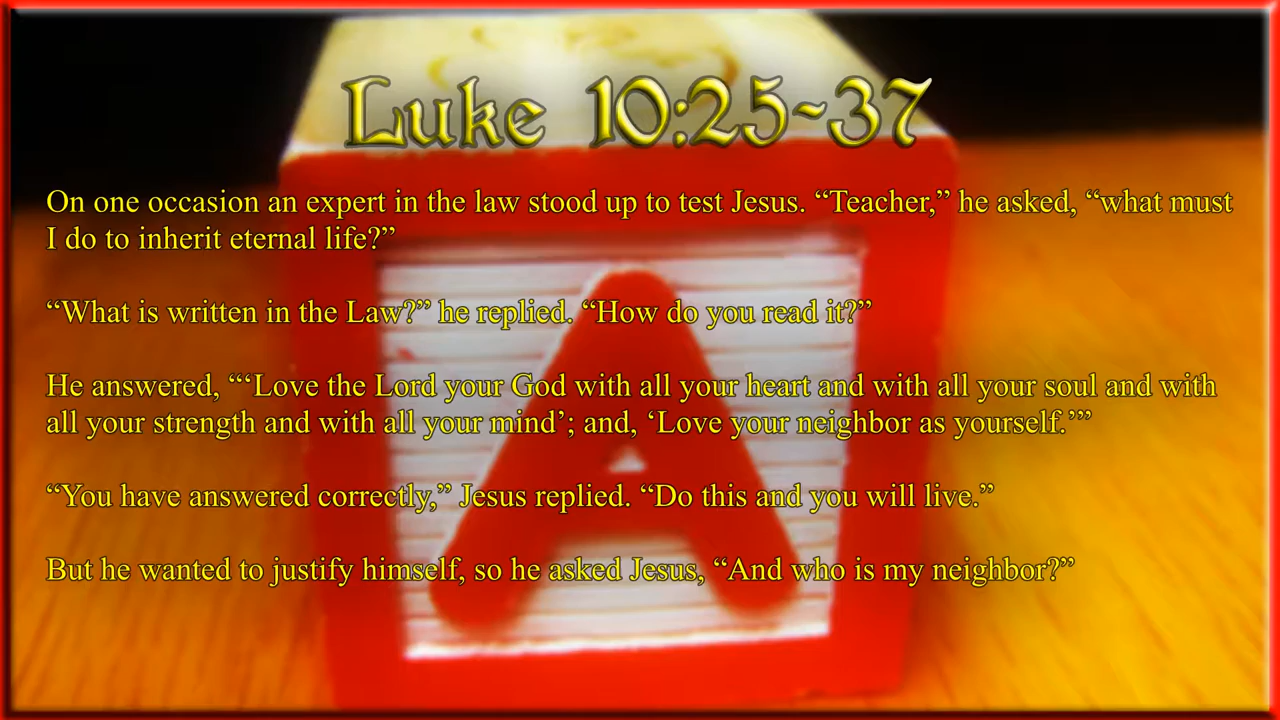 Luke 10:25-37
On one occasion an expert in the law stood up to test Jesus. “Teacher,” he asked, “what must
I do to inherit eternal life?”
“What is written in the Law?” he replied. “How do you read it?”
He answered, “‘Love the Lord your God with all your heart and with all your soul and with
all your strength and with all your mind’; and, ‘Love your neighbor as yourself.’”
“You have answered correctly,” Jesus replied. “Do this and you will live.”
But he wanted to justify himself, so he asked Jesus, “And who is my neighbor?”
A